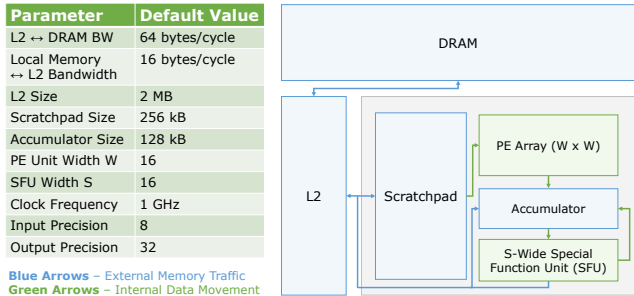 Parameter Default Value
L2 ↔ DRAM BW 64 bytes/cycle
Local Memory
↔ L2 Bandwidth 16 bytes/cycle
L2 Size 2 MB
Scratchpad Size 256 kB
Accumulator Size 128 kB
PE Unit Width W 16
SFU Width S 16
Clock Frequency 1 GHz
Input Precision 8
Output Precision 32
Blue Arrows – External Memory Traffic
Green Arrows – Internal Data Movement
DRAM
L2
Scratchpad
PE Array (W x W)
Accumulator
S-Wide Special
Function Unit (SFU)